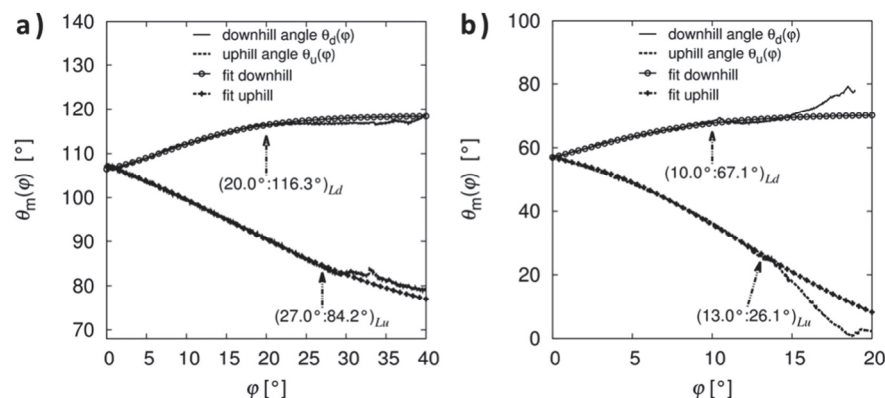 a)
140
130
120
110
100
90
80
70
θm(φ) [°]
downhill angle θd(φ)
uphill angle θu(φ)
fit downhill
fit uphill
(20.0°:116.3°)Ld
(27.0°:84.2°)Lu
0 5 10 15 20 25 30 35 40
φ [°]
b)
100
80
60
40
20
0
θm(φ) [°]
downhill angle θd(φ)
uphill angle θu(φ)
fit downhill
fit uphill
(10.0°:67.1°)Ld
(13.0°:26.1°)Lu
0 5 10 15 20
φ [°]